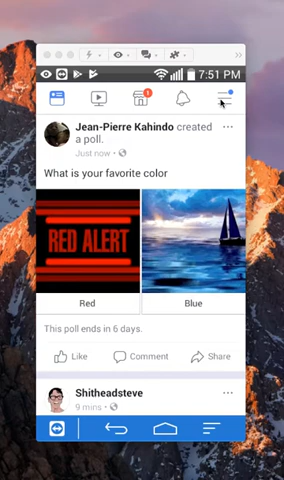 7:51 PM
1
Jean-Pierre Kahindo created
a poll.
Just now
What is your favorite color
RED ALERT
Red
Blue
This poll ends in 6 days.
Like
Comment
Share
Shitheadsteve
9 mins